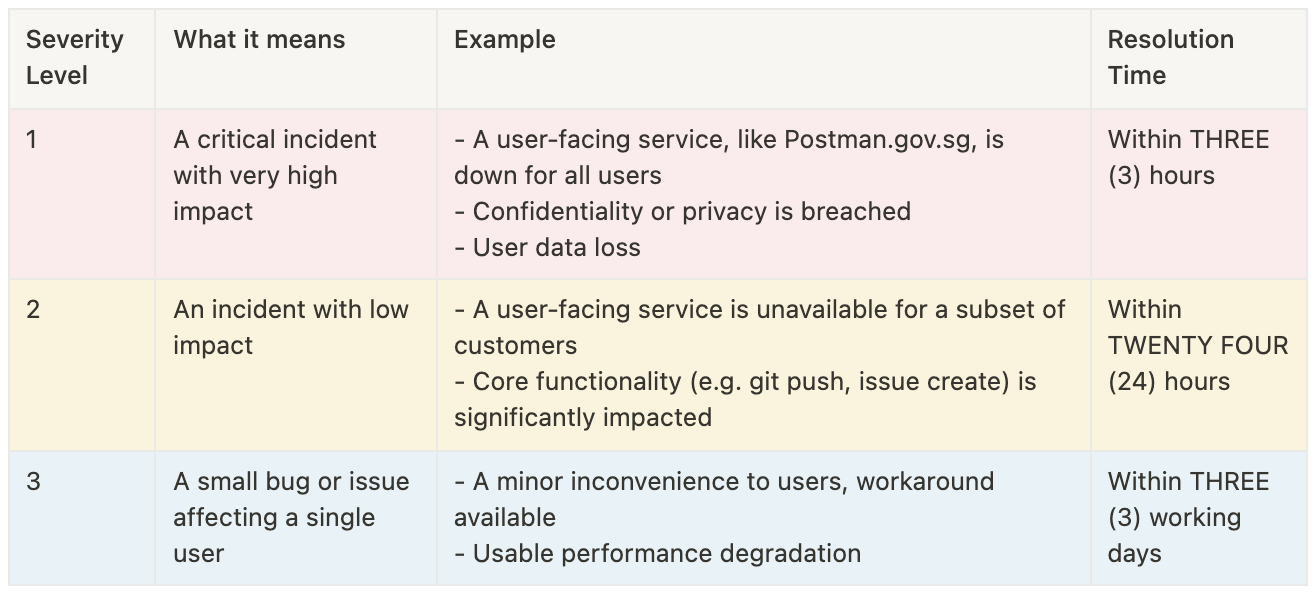 Severity Level
What it means
Example
Resolution Time
1
A critical incident
with very high
impact
- A user-facing service, like Postman.gov.sg, is
down for all users
- Confidentiality or privacy is breached
- User data loss
Within THREE
(3) hours
2
An incident with low
impact
- A user-facing service is unavailable for a subset of
customers
- Core functionality (e.g. git push, issue create) is
significantly impacted
Within
TWENTY FOUR
(24) hours
3
A small bug or issue
affecting a single
user
- A minor inconvenience to users, workaround
available
- Usable performance degradation
Within THREE
(3) working
days